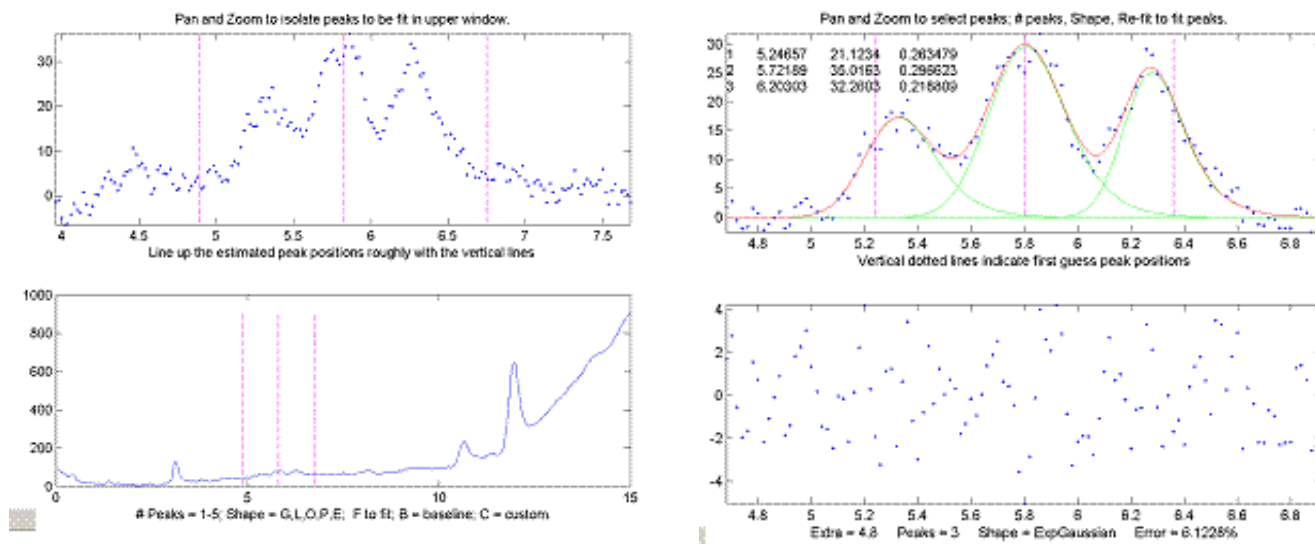 Pan and Zoom to isolate peaks to be fit in upper window.
30
20
10
0
4 4.5 5 5.5 6 6.5 7 7.5
Line up the estimated peak positions roughly with the vertical lines
1000
800
600
400
200
0
0 5 10 15
# Peaks = 1-5; Shape = G,L,O,P,E; F to fit; B = baseline; C = custom.
Pan and Zoom to select peaks; # peaks, Shape, Re-fit to fit peaks.
30
25
20
15
10
5
0
1 5.24657 21.1234 0.263479
2 5.72189 35.0163
3 6.20303
4.8 5 5.2 5.4 5.6 5.8 6 6.2 6.4 6.6 6.8
Vertical dotted lines indicate first guess peak positions
4
2
0
-2
-4
4.8 5 5.2 5.4 5.6 5.8 6 6.2 6.4 6.6 6.8
Extra = 4.8 Peaks = 3 Shape = ExpGaussian Error = 6.1228%